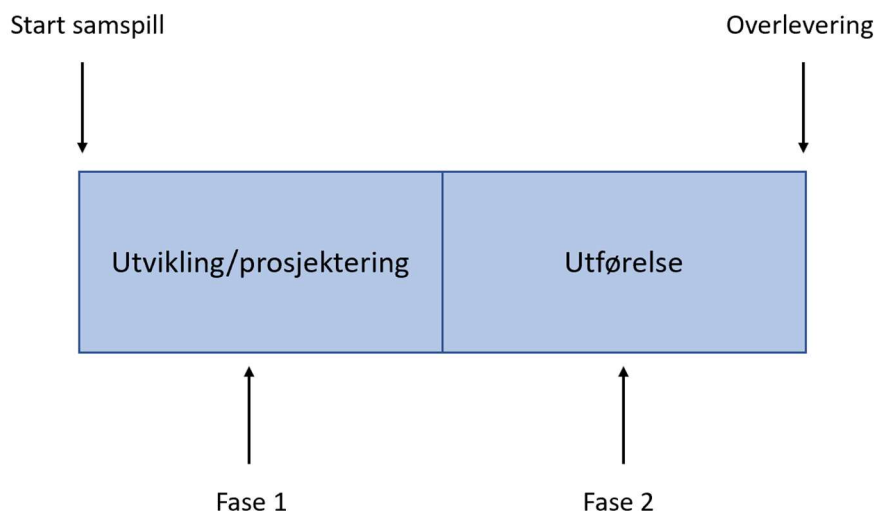 Start samspill
Overlevering
Utvikling/prosjektering
Utførelse
Fase 1
Fase 2